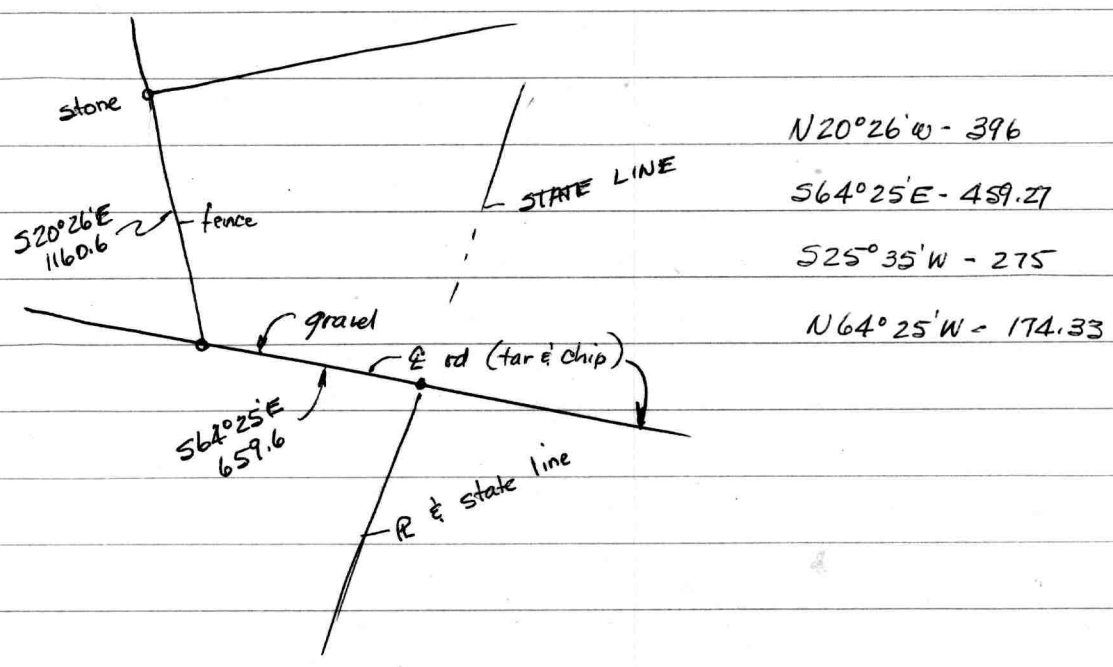 stone
S20°26'E
1160.6
fence
STATE LINE
gravel
℄ rd (tar & chip)
S64°25'E
659.6
PL & state line
N20°26'W - 396
S64°25'E - 459.27
S25°35'W - 275
N64°25'W - 174.33